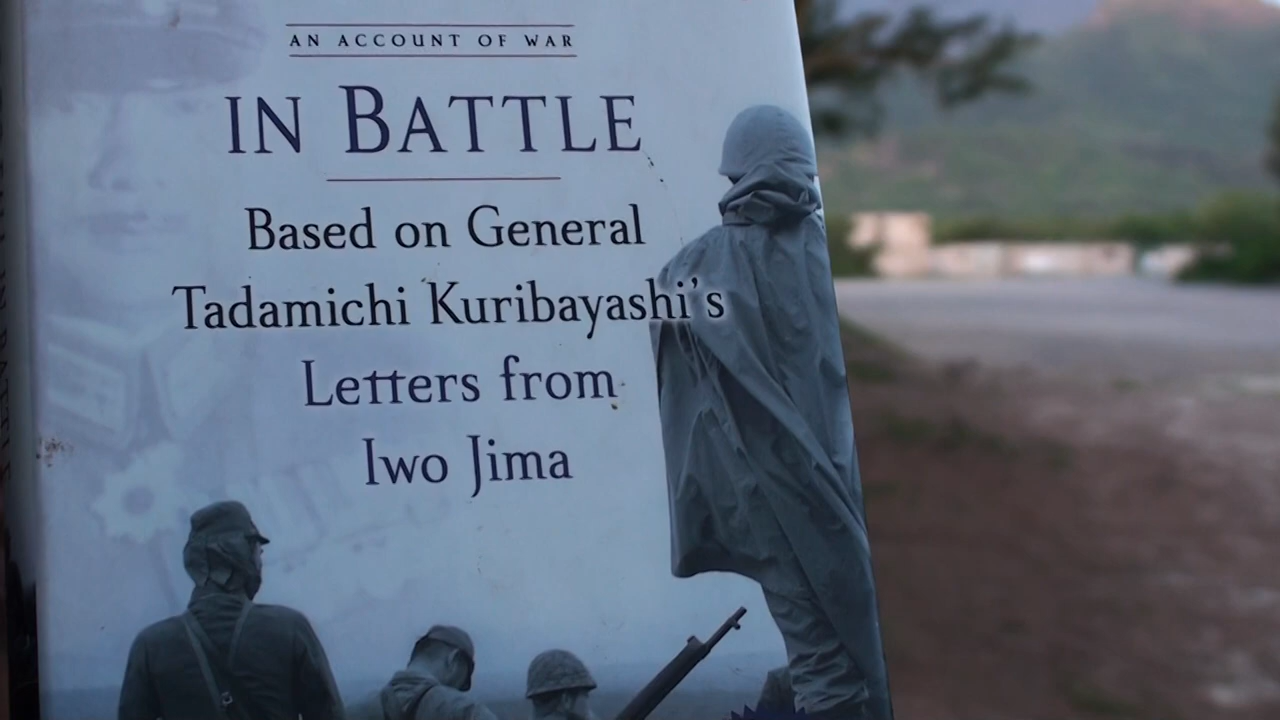 AN ACCOUNT OF WAR
IN BATTLE
Based on General
Tadamichi Kuribayashi's
Letters from
Iwo Jima